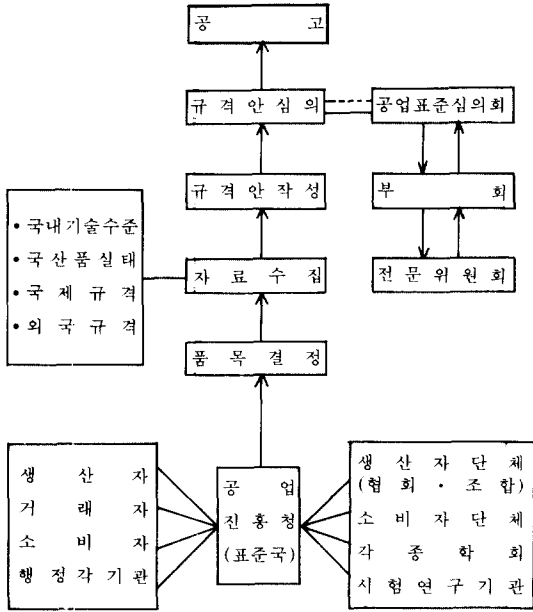 공 고
규격안심의
공업표준심의회
규격안작성
부 회
• 국내기술수준
• 국산품실태
• 국제규격
• 외국규격
자료수집
전문위원회
품목결정
생산자
거래자
소비자
행정각기관
공업
진흥청
(표준국)
생산자단체
(협회·조합)
소비자단체
각종학회
시험연구기관